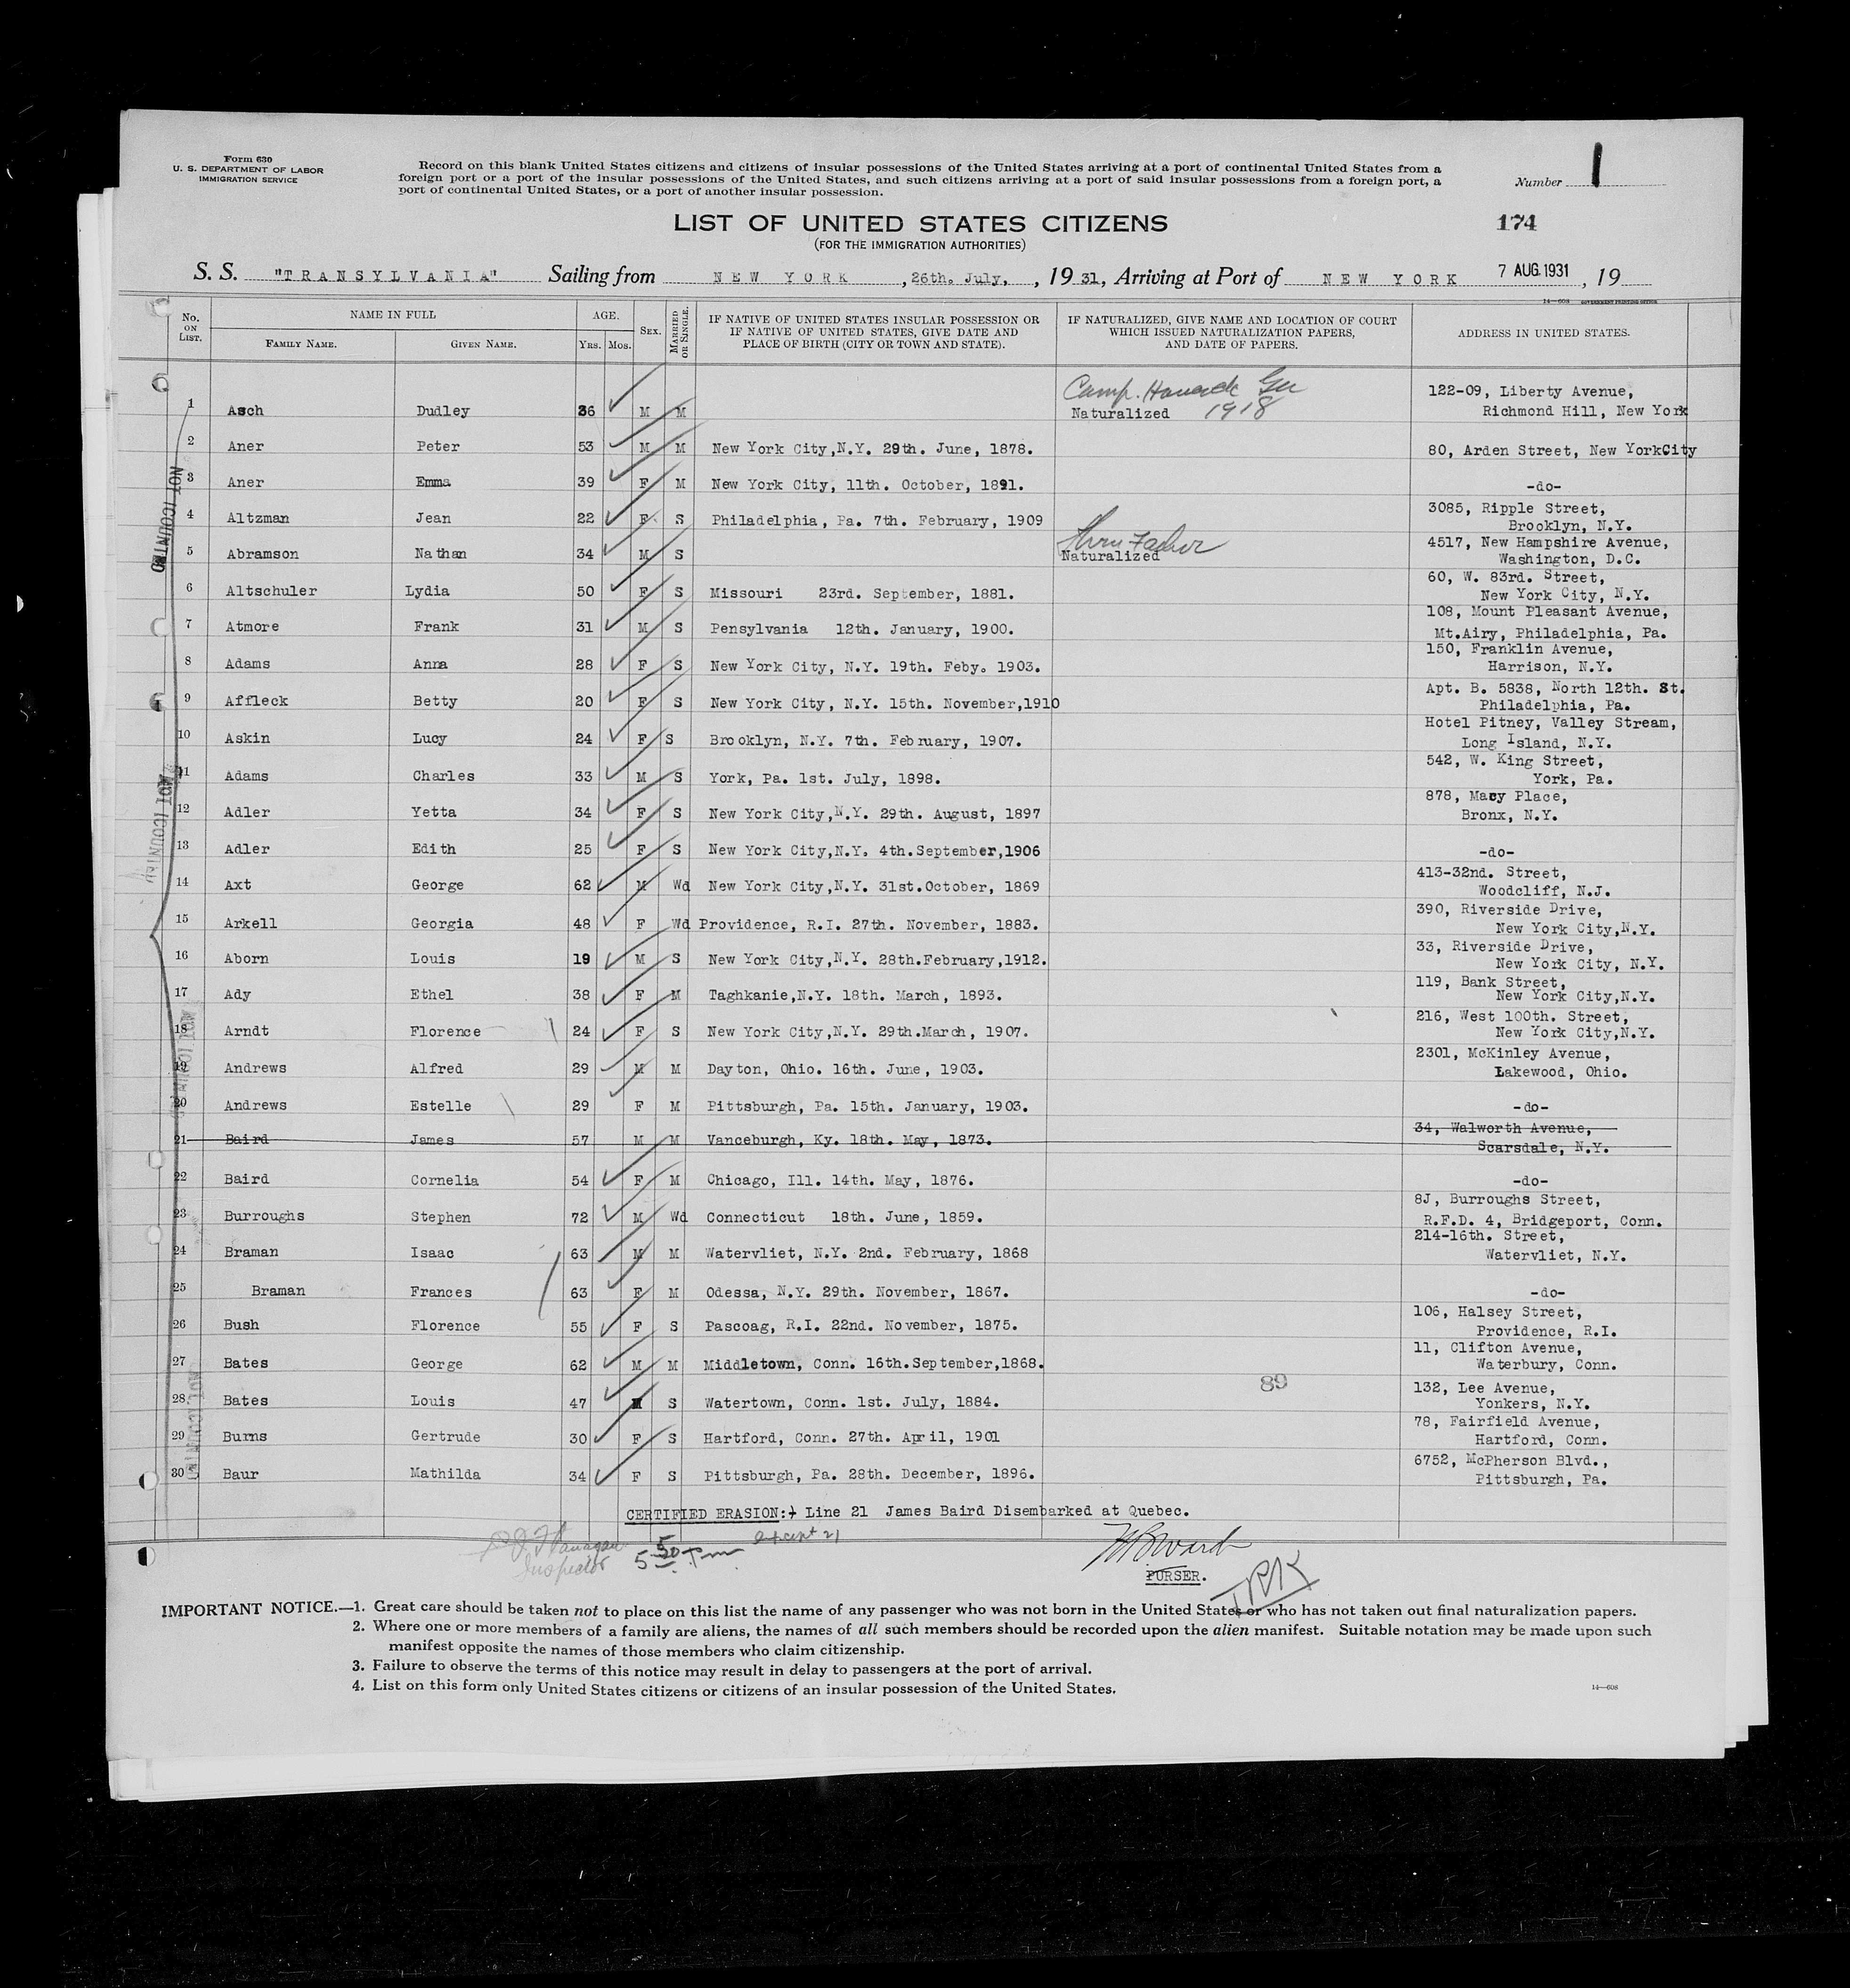 Form 630
U. S. DEPARTMENT OF LABOR
IMMIGRATION SERVICE
Record on this blank United States citizens and citizens of insular possessions of the United States arriving at a port of continental United States from a
foreign port or a port of the insular possessions of the United States, and such citizens arriving at a port of said insular possessions from a foreign port, a
port of continental United States, or a port of another insular possession.
Number 1
LIST OF UNITED STATES CITIZENS
(FOR THE IMMIGRATION AUTHORITIES)
174
S. S. "TRANSYLVANIA" Sailing from NEW YORK, 26th. July, , 1931, Arriving at Port of NEW YORK 7 AUG. 1931, 19
14—608 GOVERNMENT PRINTING OFFICE
No. ON LIST. NAME IN FULL AGE. SEX. MARRIED OR SINGLE. IF NATIVE OF UNITED STATES INSULAR POSSESSION OR IF NATIVE OF UNITED STATES, GIVE DATE AND PLACE OF BIRTH (CITY OR TOWN AND STATE). IF NATURALIZED, GIVE NAME AND LOCATION OF COURT WHICH ISSUED NATURALIZATION PAPERS, AND DATE OF PAPERS. ADDRESS IN UNITED STATES.
FAMILY NAME. GIVEN NAME. YRS. MOS.
Camp.
1 Asch Dudley 36 M M Naturalized 1918 122-09, Liberty Avenue,
Richmond Hill, New York
2 Aner Peter 53 M M New York City,N.Y. 29th. June, 1878. 80, Arden Street, New YorkCity
3 Aner Emma 39 F M New York City, 11th. October, 1891. -do-
4 Altzman Jean 22 F S Philadelphia, Pa. 7th. February, 1909 3085, Ripple Street,
Brooklyn, N.Y.
Thru Father
5 Abramson Nathan 34 M S Naturalized 4517, New Hampshire Avenue,
Washington, D.C.
6 Altschuler Lydia 50 F S Missouri 23rd. September, 1881. 60, W. 83rd. Street,
New York City, N.Y.
7 Atmore Frank 31 M S Pensylvania 12th. January, 1900. 108, Mount Pleasant Avenue,
Mt.Airy, Philadelphia, Pa.
8 Adams Anna 28 F S New York City, N.Y. 19th. Feby. 1903. 150, Franklin Avenue,
Harrison, N.Y.
9 Affleck Betty 20 F S New York City, N.Y. 15th. November,1910 Apt. B. 5838, North 12th. St.
Philadelphia, Pa.
10 Askin Lucy 24 F S Brooklyn, N.Y. 7th. February, 1907. Hotel Pitney, Valley Stream,
Long Island, N.Y.
11 Adams Charles 33 M S York, Pa. 1st. July, 1898. 542, W. King Street,
York, Pa.
12 Adler Yetta 34 F S New York City,N.Y. 29th. August, 1897 878, Macy Place,
Bronx, N.Y.
13 Adler Edith 25 F S New York City,N.Y. 4th.September,1906 -do-
14 Axt George 62 M Wd New York City,N.Y. 31st.October, 1869 413-32nd. Street,
Woodcliff, N.J.
15 Arkell Georgia 48 F Wd Providence, R.I. 27th. November, 1883. 390, Riverside Drive,
New York City,N.Y.
16 Aborn Louis 19 M S New York City,N.Y. 28th.February,1912. 33, Riverside Drive,
New York City, N.Y.
17 Ady Ethel 38 F M Taghkanie,N.Y. 18th. March, 1893. 119, Bank Street,
New York City,N.Y.
18 Arndt Florence 24 F S New York City,N.Y. 29th.March, 1907. 216, West 100th. Street,
New York City,N.Y.
19 Andrews Alfred 29 M M Dayton, Ohio. 16th. June, 1903. 2301, McKinley Avenue,
Lakewood, Ohio.
20 Andrews Estelle 29 F M Pittsburgh, Pa. 15th. January, 1903. -do-
21 Baird James 57 M M Vanceburgh, Ky. 18th. May, 1873. 34, Walworth Avenue,
Scarsdale, N.Y.
22 Baird Cornelia 54 F M Chicago, Ill. 14th. May, 1876. -do-
23 Burroughs Stephen 72 M Wd Connecticut 18th. June, 1859. 8J, Burroughs Street,
R.F.D. 4, Bridgeport, Conn.
24 Braman Isaac 63 M M Watervliet, N.Y. 2nd. February, 1868 214-16th. Street,
Watervliet, N.Y.
25 Braman Frances 63 F M Odessa, N.Y. 29th. November, 1867. -do-
26 Bush Florence 55 F S Pascoag, R.I. 22nd. November, 1875. 106, Halsey Street,
Providence, R.I.
27 Bates George 62 M M Middletown, Conn. 16th.September,1868. 11, Clifton Avenue,
Waterbury, Conn.
89
28 Bates Louis 47 M S Watertown, Conn. 1st. July, 1884. 132, Lee Avenue,
Yonkers, N.Y.
29 Burns Gertrude 30 F S Hartford, Conn. 27th. April, 1901 78, Fairfield Avenue,
Hartford, Conn.
30 Baur Mathilda 34 F S Pittsburgh, Pa. 28th. December, 1896. 6752, McPherson Blvd.,
Pittsburgh, Pa.
CERTIFIED ERASION: Line 21 James Baird Disembarked at Quebec.
except 21
Inspector 5 50 Pm
PURSER.
IMPORTANT NOTICE.—1. Great care should be taken not to place on this list the name of any passenger who was not born in the United States or who has not taken out final naturalization papers.
2. Where one or more members of a family are aliens, the names of all such members should be recorded upon the alien manifest. Suitable notation may be made upon such
manifest opposite the names of those members who claim citizenship.
3. Failure to observe the terms of this notice may result in delay to passengers at the port of arrival.
4. List on this form only United States citizens or citizens of an insular possession of the United States.
14—608